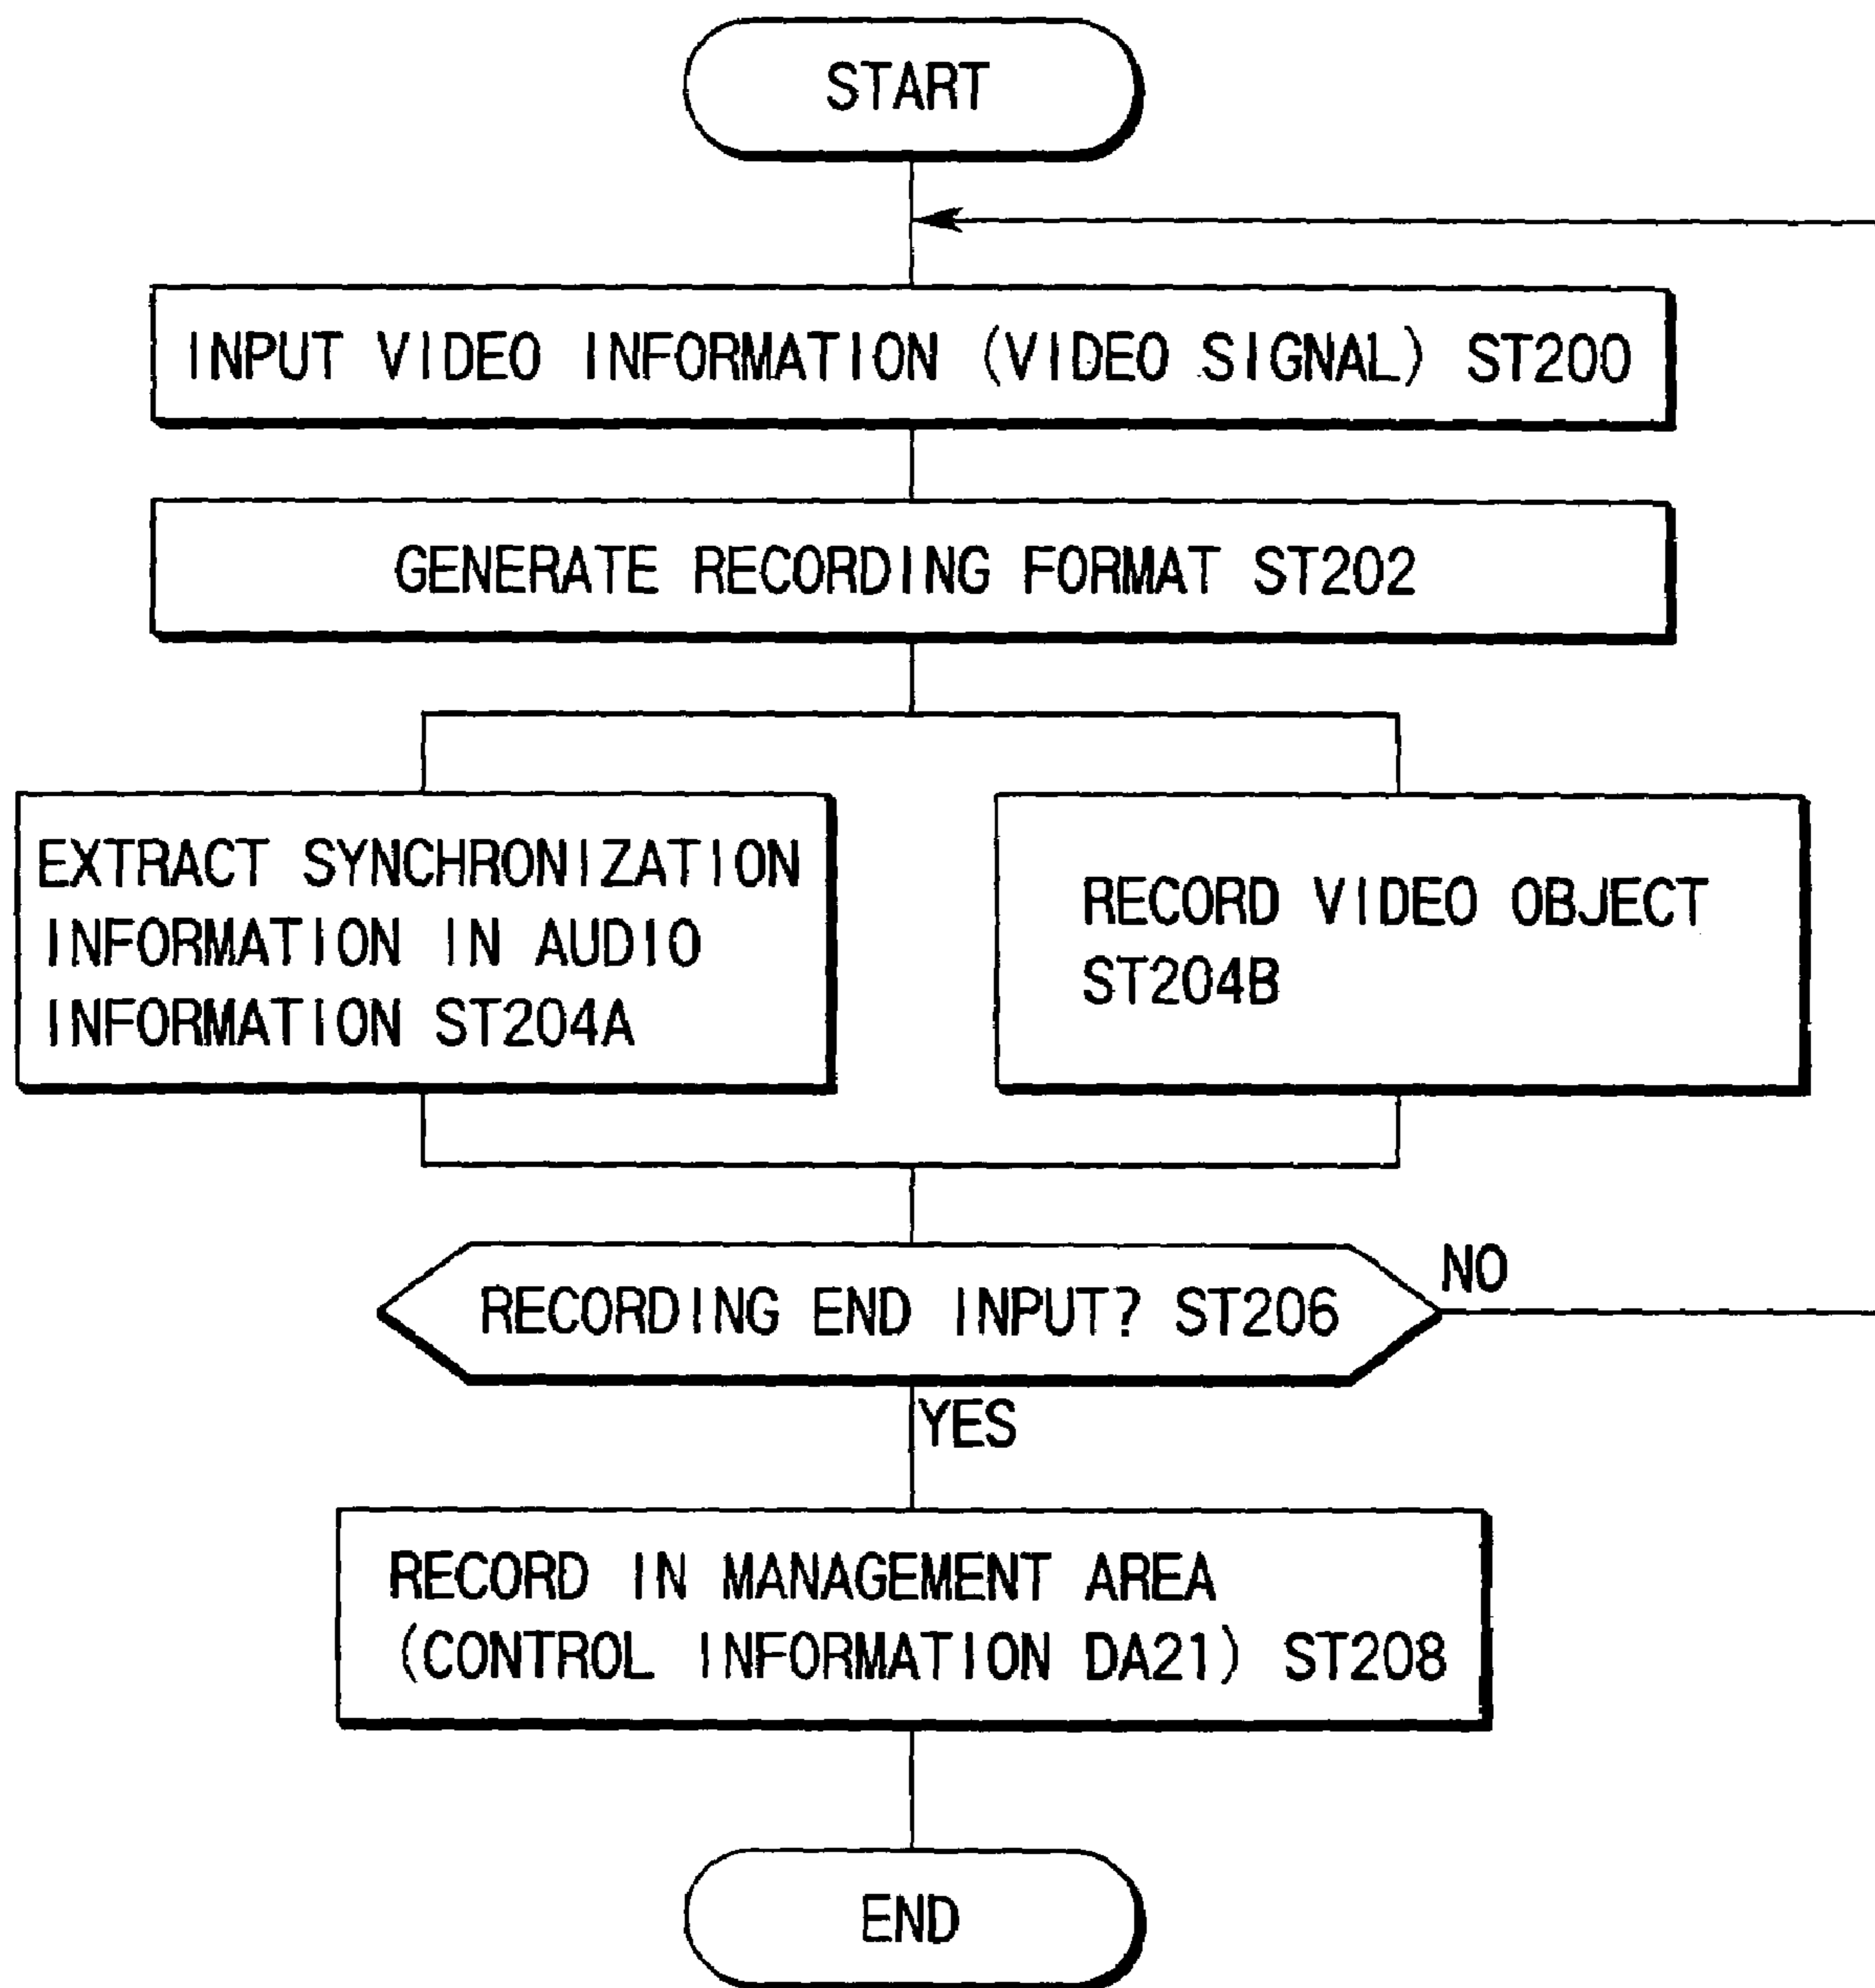 START
INPUT VIDEO INFORMATION (VIDEO SIGNAL) ST200
GENERATE RECORDING FORMAT ST202
EXTRACT SYNCHRONIZATION
INFORMATION IN AUDIO
INFORMATION ST204A
RECORD VIDEO OBJECT
ST204B
RECORDING END INPUT? ST206
NO
YES
RECORD IN MANAGEMENT AREA
(CONTROL INFORMATION DA21) ST208
END